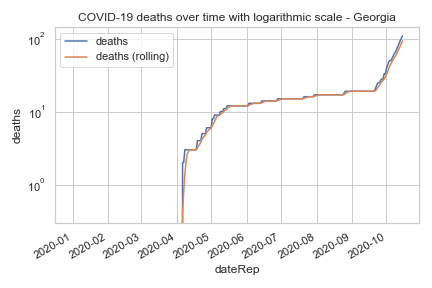 COVID-19 deaths over time with logarithmic scale - Georgia
deaths
deaths (rolling)
10²
10¹
10⁰
deaths
2020-01
2020-02
2020-03
2020-04
2020-05
2020-06
2020-07
2020-08
2020-09
2020-10
dateRep